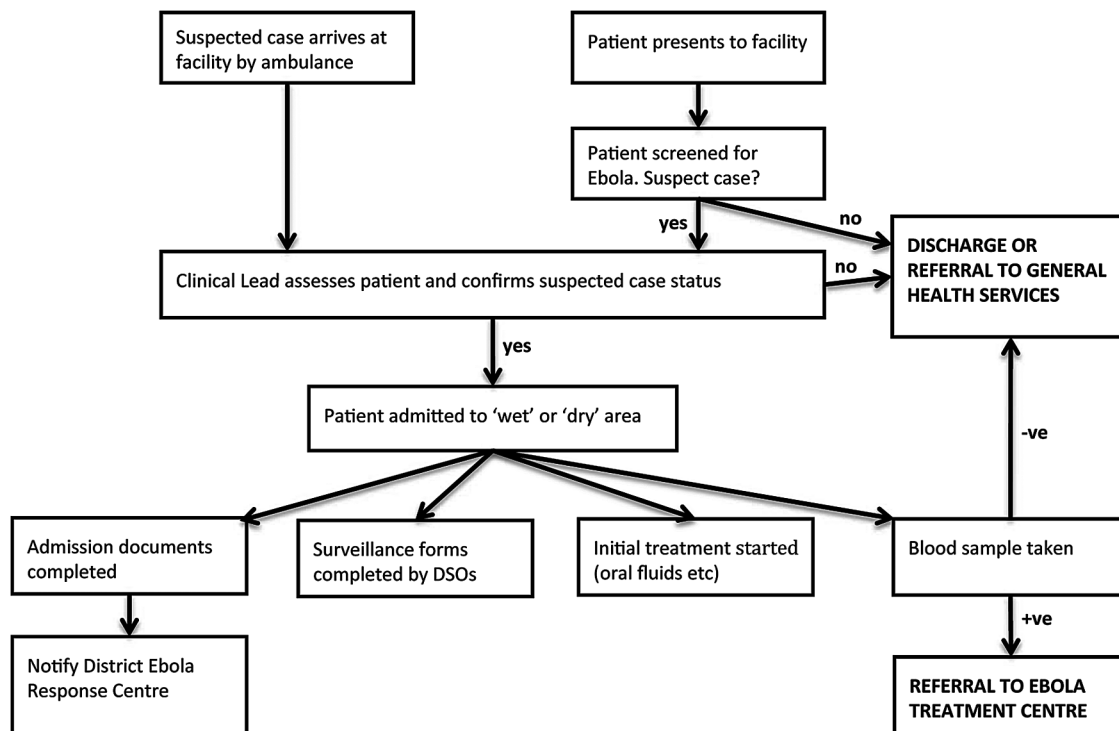 Suspected case arrives at
facility by ambulance
Patient presents to facility
Patient screened for
Ebola. Suspect case?
yes
no
DISCHARGE OR
REFERRAL TO GENERAL
HEALTH SERVICES
Clinical Lead assesses patient and confirms suspected case status
no
yes
Patient admitted to ‘wet’ or ‘dry’ area
-ve
Admission documents
completed
Surveillance forms
completed by DSOs
Initial treatment started
(oral fluids etc)
Blood sample taken
+ve
Notify District Ebola
Response Centre
REFERRAL TO EBOLA
TREATMENT CENTRE